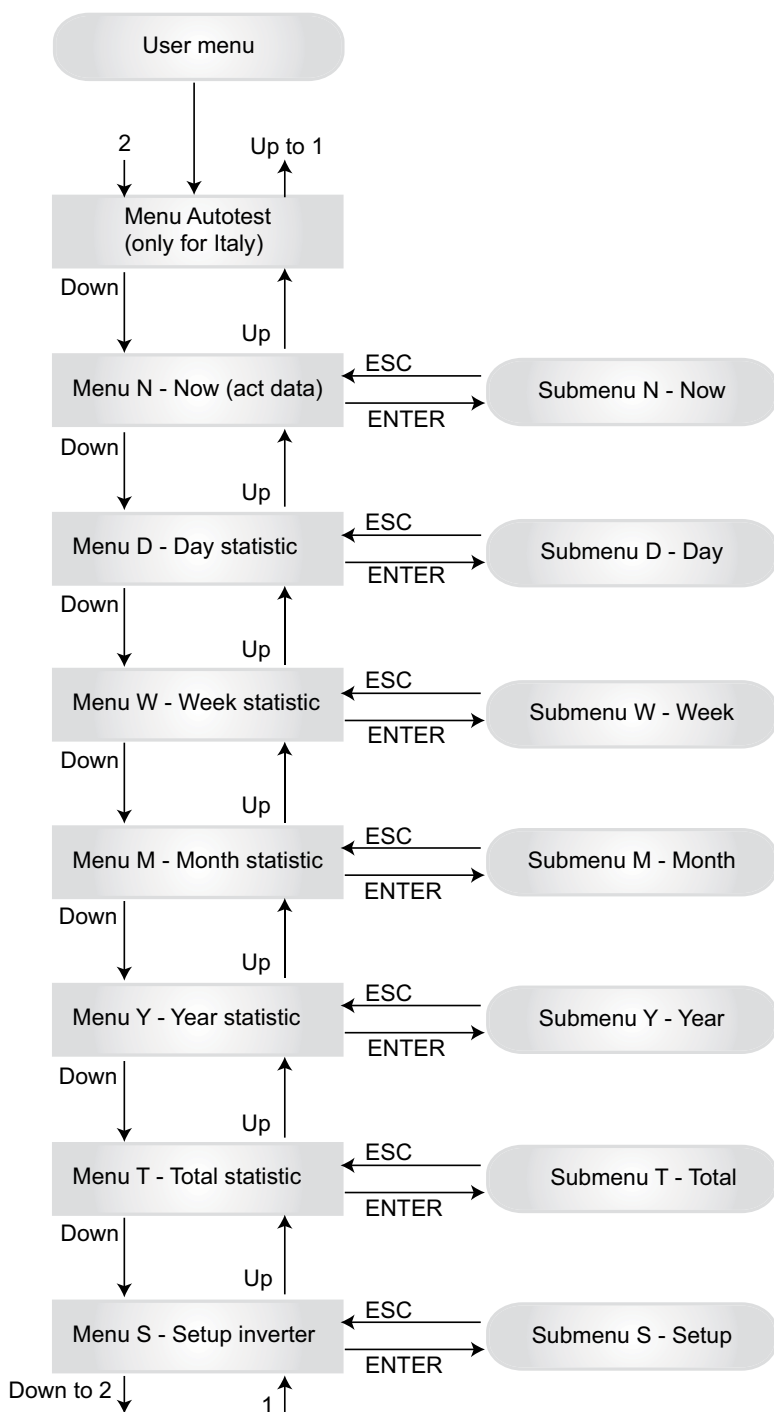 User menu
2
Up to 1
Menu Autotest
(only for Italy)
Down
Up
Menu N - Now (act data)
ESC
ENTER
Submenu N - Now
Down
Up
Menu D - Day statistic
ESC
ENTER
Submenu D - Day
Down
Up
Menu W - Week statistic
ESC
ENTER
Submenu W - Week
Down
Up
Menu M - Month statistic
ESC
ENTER
Submenu M - Month
Down
Up
Menu Y - Year statistic
ESC
ENTER
Submenu Y - Year
Down
Up
Menu T - Total statistic
ESC
ENTER
Submenu T - Total
Down
Up
Menu S - Setup inverter
ESC
ENTER
Submenu S - Setup
Down to 2
1